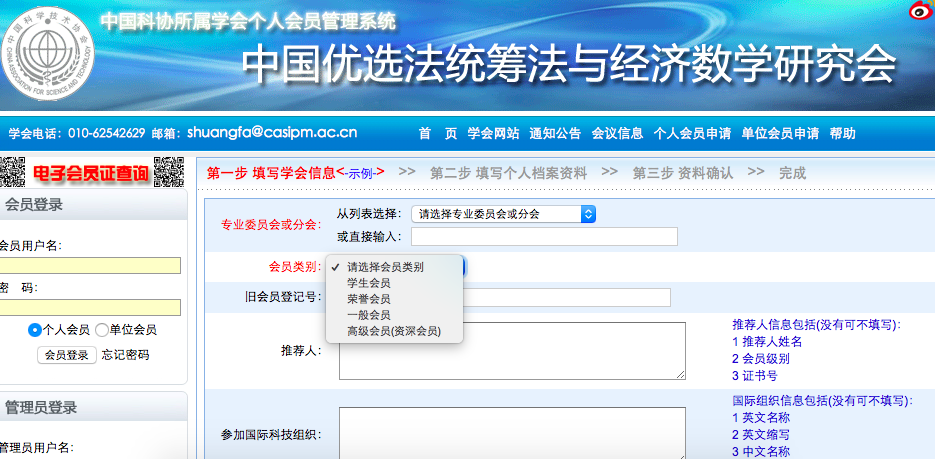 中国科协所属学会个人会员管理系统
中国优选法统筹法与经济数学研究会
中国科学技术协会
CHINA ASSOCIATION FOR SCIENCE AND TECHNOLOGY
学会电话：010-62542629 邮箱：shuangfa@casipm.ac.cn
首 页 学会网站 通知公告 会议信息 个人会员申请 单位会员申请 帮助
电子会员证查询
第一步 填写学会信息<-示例-> >> 第二步 填写个人档案资料 >> 第三步 资料确认 >> 完成
会员登录
专业委员会或分会：
从列表选择： 请选择专业委员会或分会
或直接输入：
会员用户名：
会员类别：
✓ 请选择会员类别
学生会员
荣誉会员
一般会员
高级会员(资深会员)
密 码：
旧会员登记号：
个人会员 单位会员
会员登录 忘记密码
推荐人：
推荐人信息包括(没有可不填写)：
1 推荐人姓名
2 会员级别
3 证书号
管理员登录
管理员用户名：
参加国际科技组织：
国际组织信息包括(没有可不填写)：
1 英文名称
2 英文缩写
3 中文名称